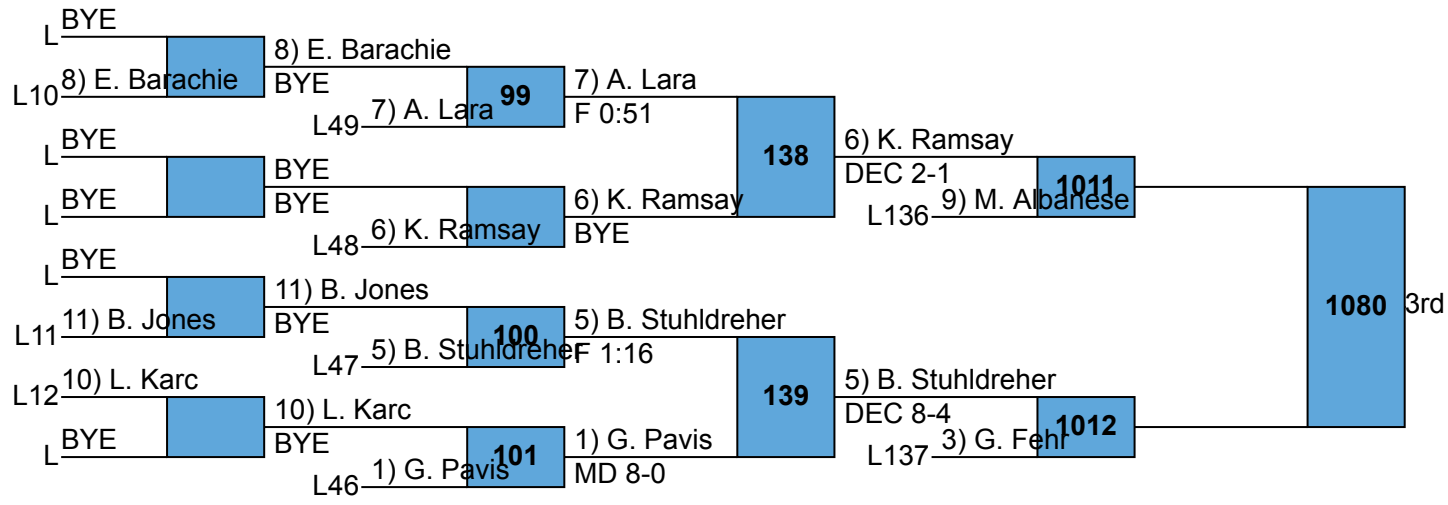 BYE
L
8) E. Barachie
L10
8) E. Barachie
BYE
7) A. Lara
L49
99
7) A. Lara
F 0:51
BYE
L
BYE
L
BYE
BYE
6) K. Ramsay
L48
6) K. Ramsay
BYE
138
6) K. Ramsay
DEC 2-1
9) M. Albanese
L136
1011
BYE
L
11) B. Jones
L11
11) B. Jones
BYE
5) B. Stuhldreher
L47
100
5) B. Stuhldreher
F 1:16
10) L. Karc
L12
BYE
L
10) L. Karc
BYE
1) G. Pavis
L46
101
1) G. Pavis
MD 8-0
139
5) B. Stuhldreher
DEC 8-4
3) G. Fehr
L137
1012
1080
3rd